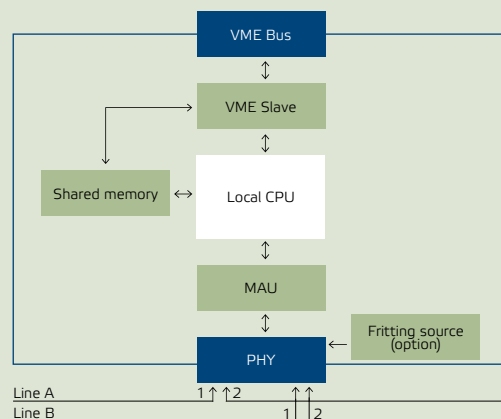 VME Bus
VME Slave
Shared memory
Local CPU
MAU
Fritting source
(option)
PHY
Line A
1 2
Line B
1 2